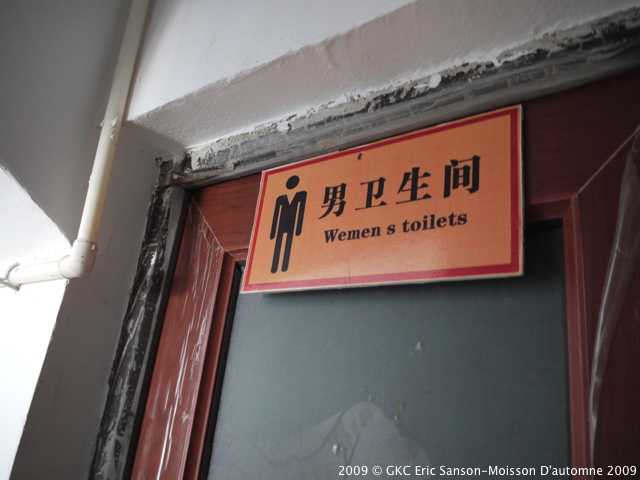 男卫生间
Wemen s toilets
2009 © GKC Eric Sanson-Moisson D'automne 2009